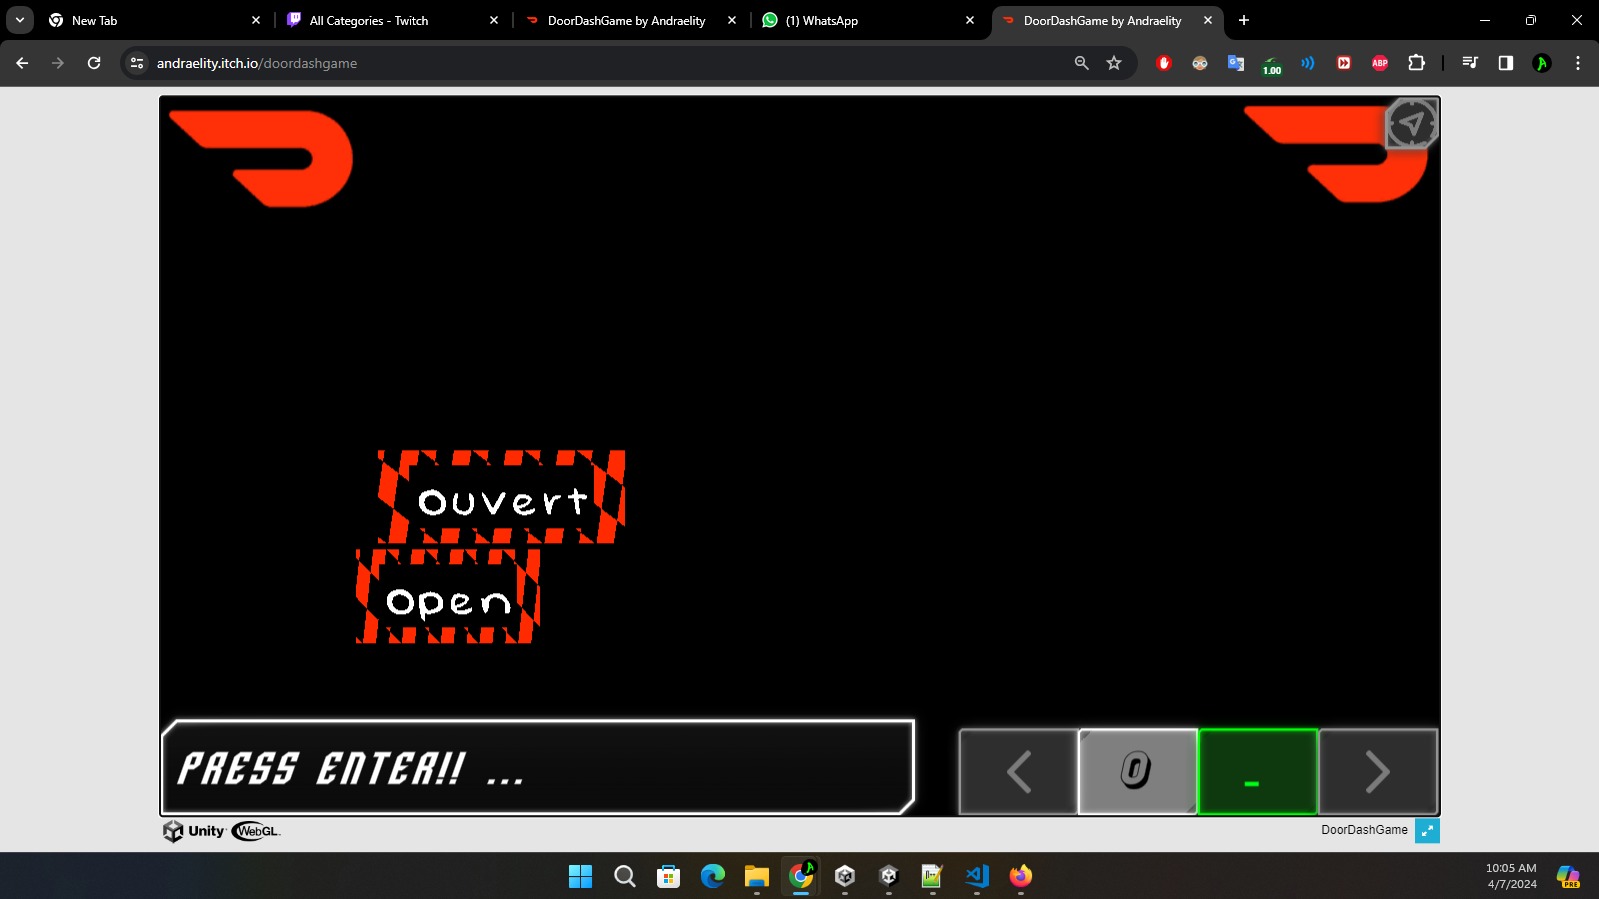 New Tab
All Categories - Twitch
DoorDashGame by Andraelity
(1) WhatsApp
DoorDashGame by Andraelity
andraelity.itch.io/doordashgame
1.00
ABP
ouvert
open
PRESS ENTER!! ...
0
_
Unity
WebGL
DoorDashGame
10:05 AM
4/7/2024
PRE